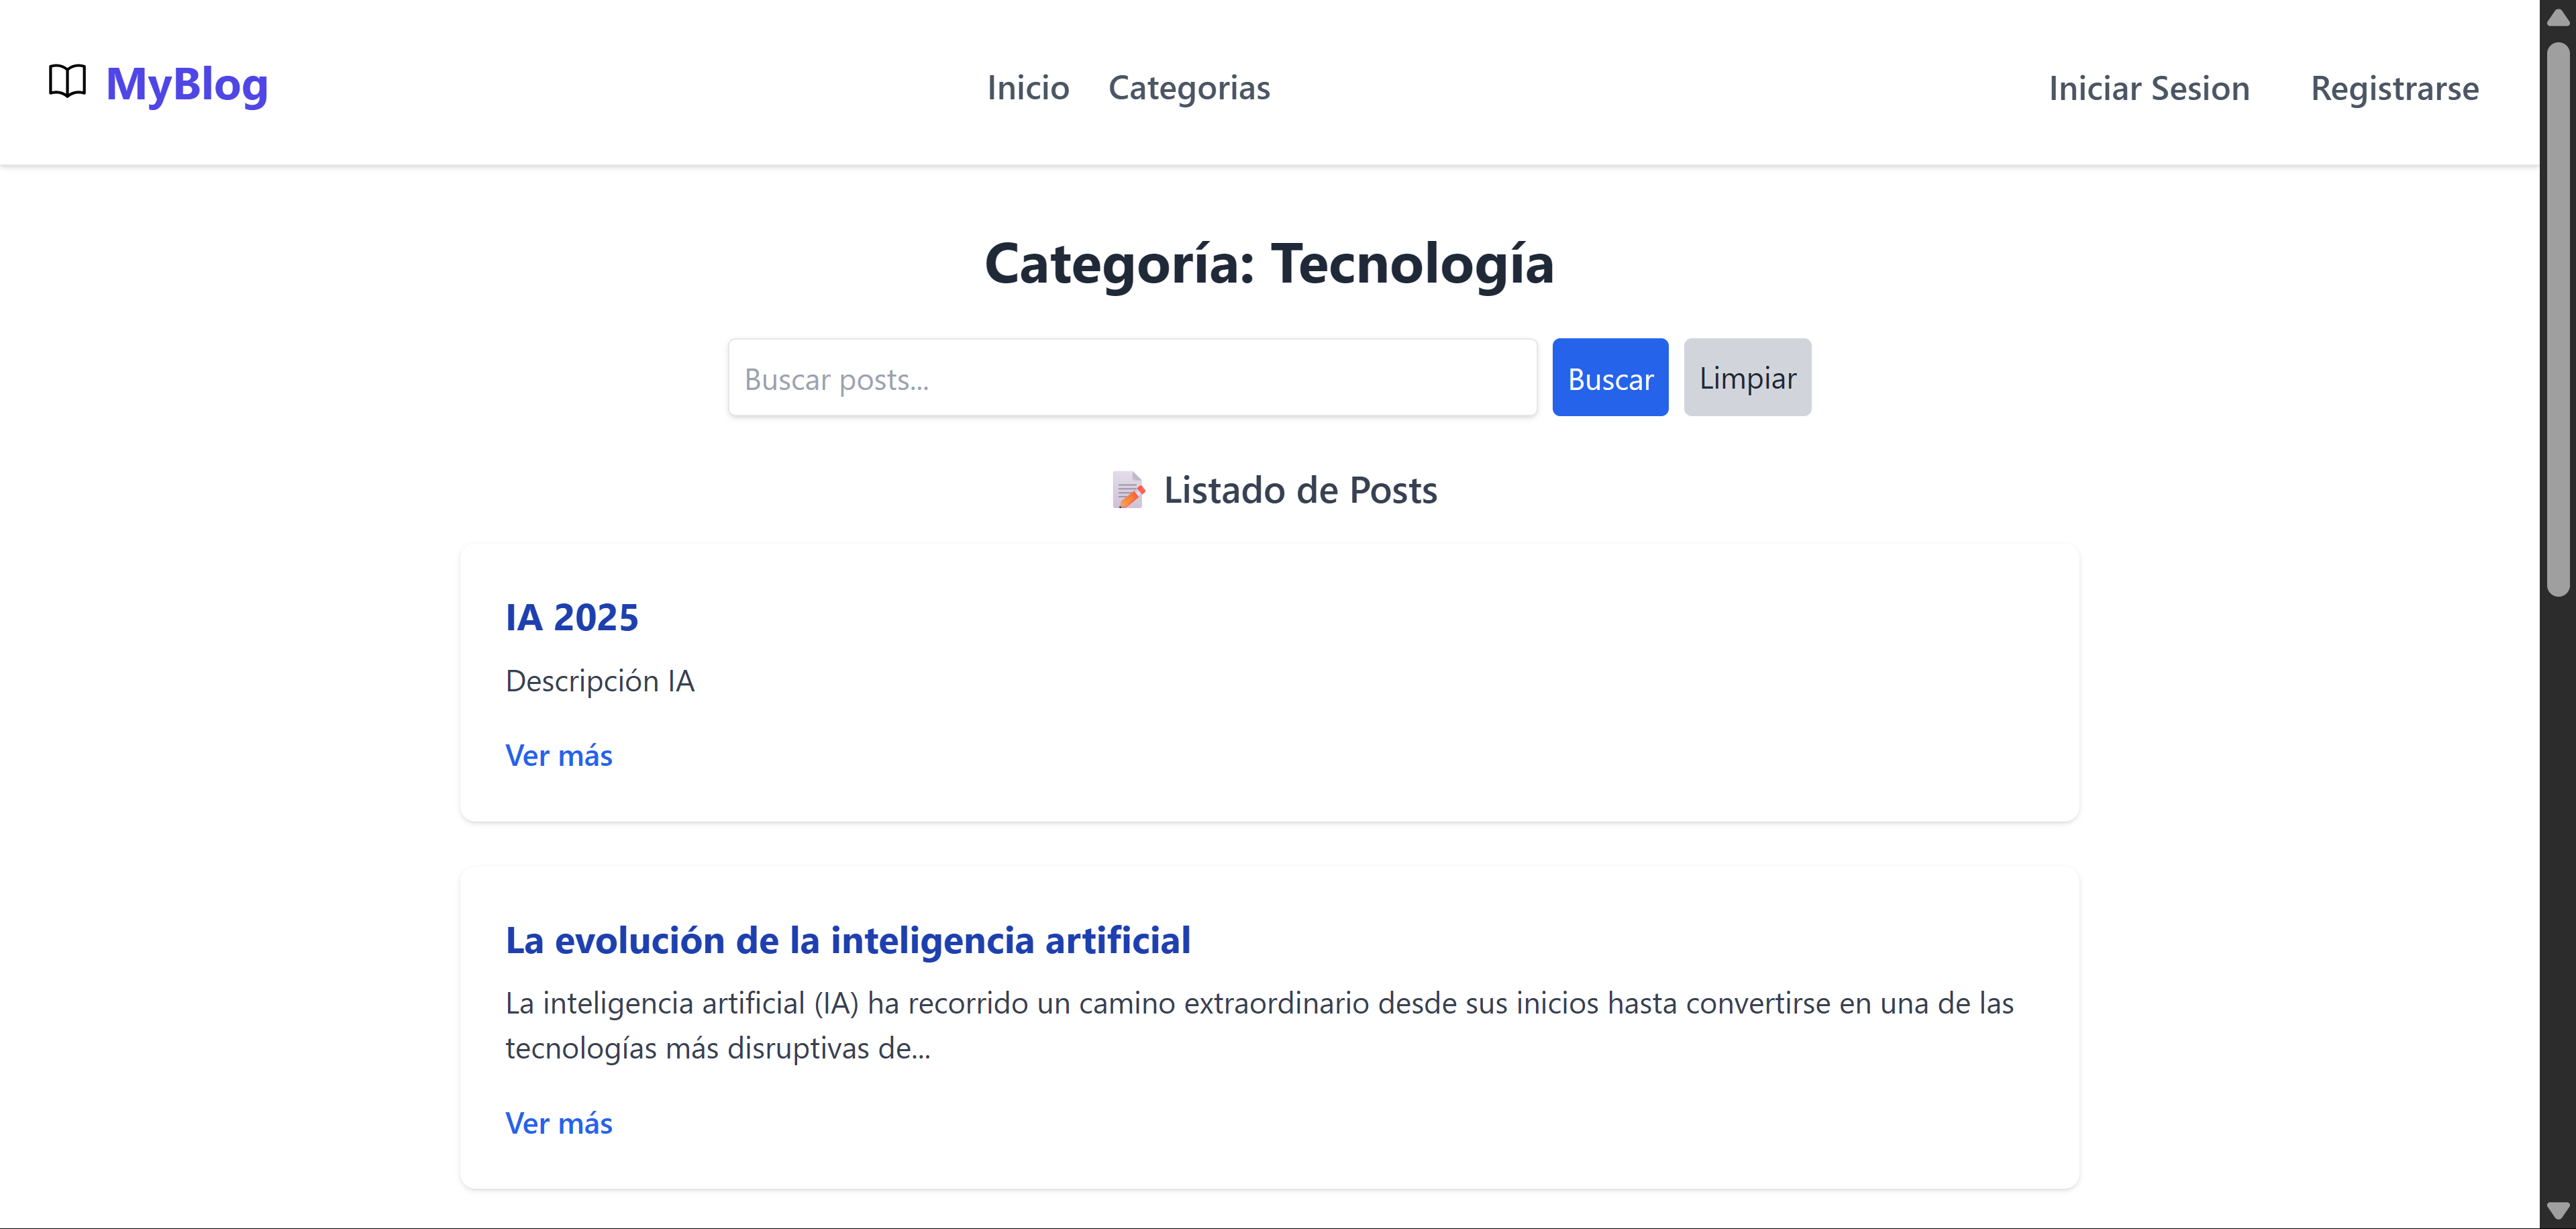 MyBlog
Inicio
Categorias
Iniciar Sesion
Registrarse
Categoría: Tecnología
Buscar posts...
Buscar
Limpiar
Listado de Posts
IA 2025
Descripción IA
Ver más
La evolución de la inteligencia artificial
La inteligencia artificial (IA) ha recorrido un camino extraordinario desde sus inicios hasta convertirse en una de las
tecnologías más disruptivas de...
Ver más